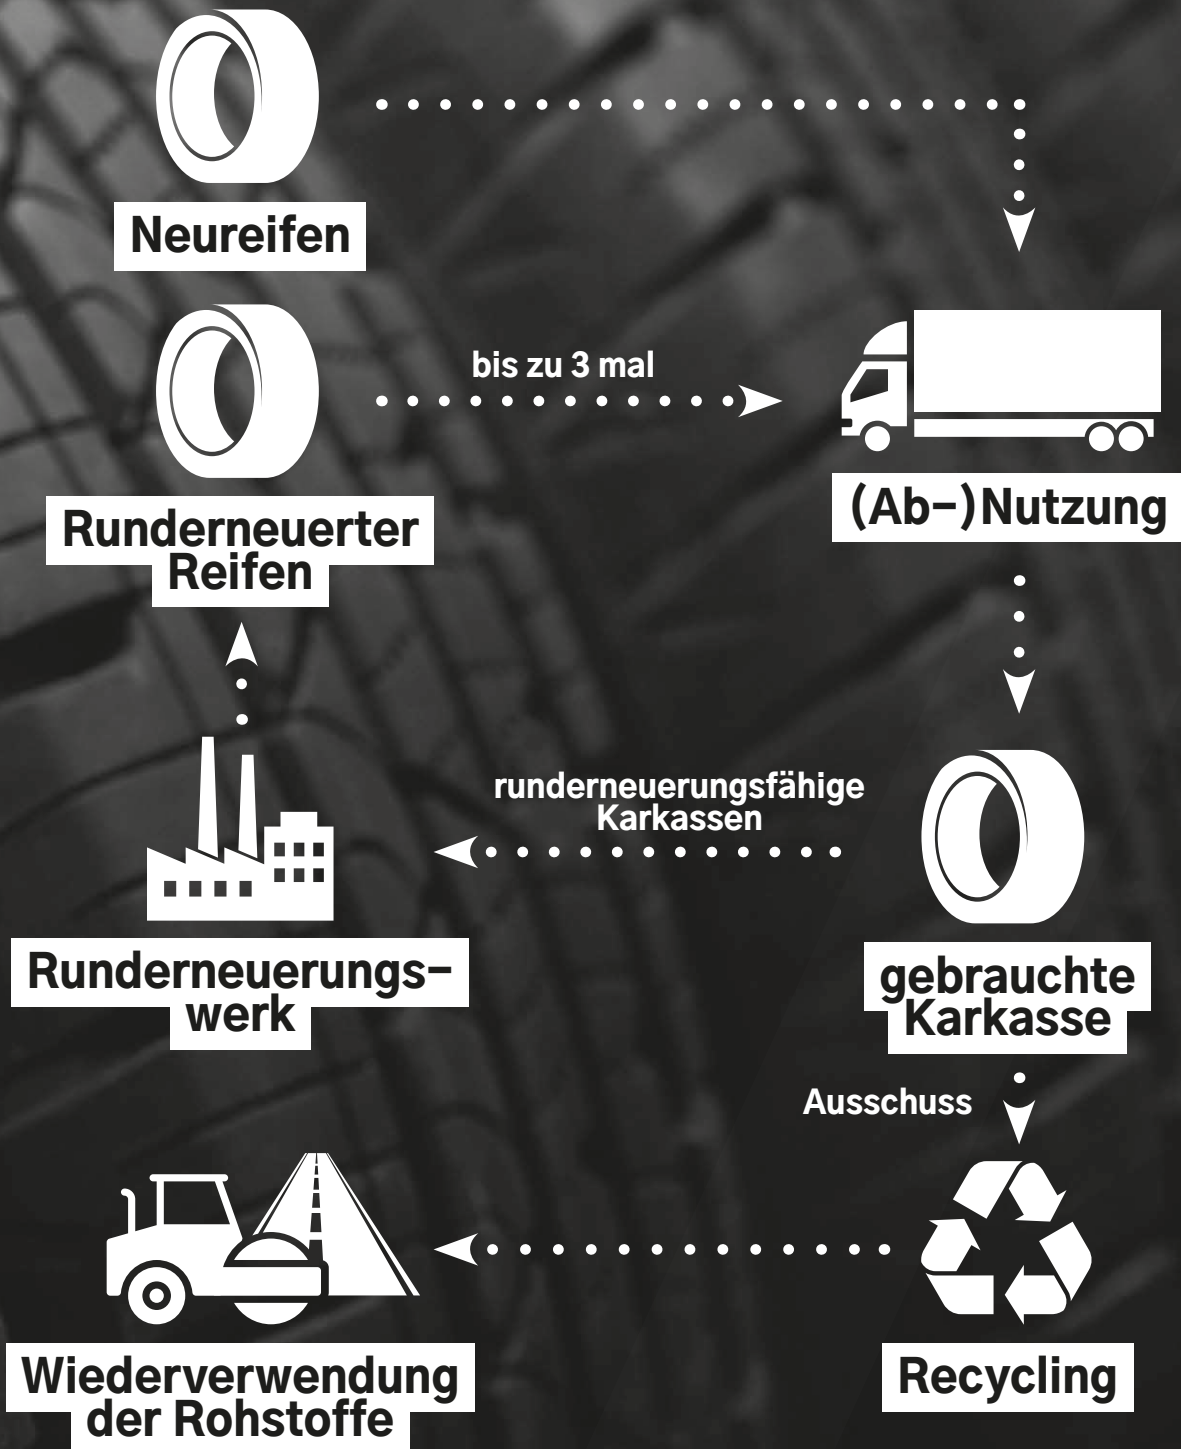 Neureifen
bis zu 3 mal
Runderneuerter
Reifen
(Ab-)Nutzung
runderneuerungsfähige
Karkassen
Runderneuerungs-
werk
gebrauchte
Karkasse
Ausschuss
Wiederverwendung
der Rohstoffe
Recycling